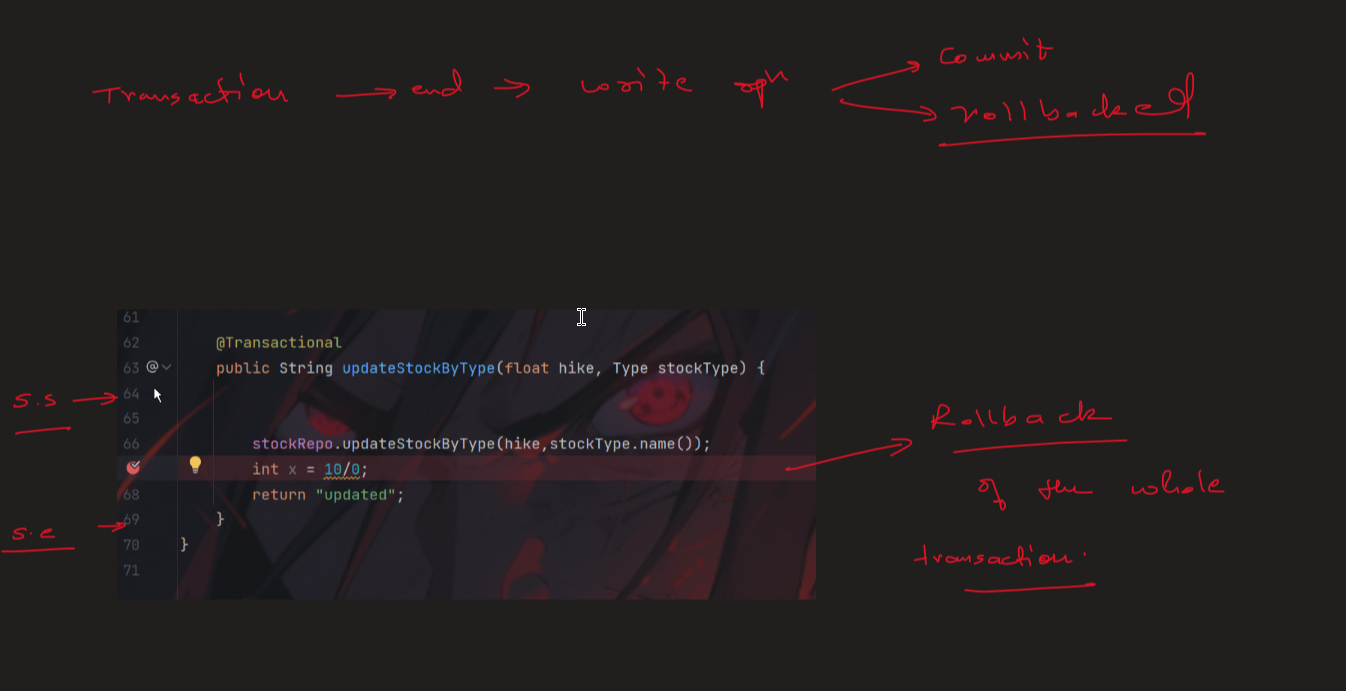 Transaction → end → write opn
Commit
rollbacked
61
62 @Transactional
63 public String updateStockByType(float hike, Type stockType) {
s.s → 64
65
66 stockRepo.updateStockByType(hike,stockType.name());
int x = 10/0;
68 return "updated";
s.e → 69 }
70 }
71
Rollback
of the whole
transaction.